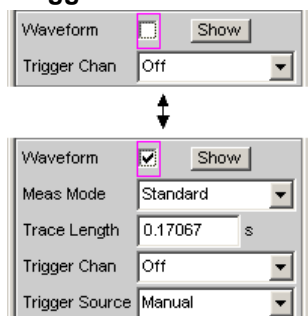 Waveform Show
Trigger Chan Off
Waveform Show
Meas Mode Standard
Trace Length 0.17067 s
Trigger Chan Off
Trigger Source Manual